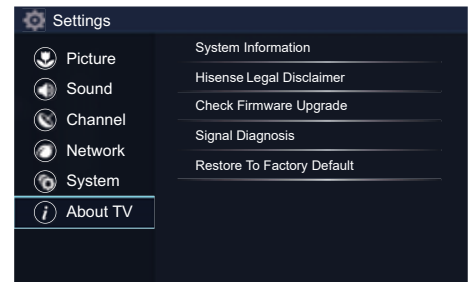 Settings
Picture
Sound
Channel
Network
System
About TV
System Information
Hisense Legal Disclaimer
Check Firmware Upgrade
Signal Diagnosis
Restore To Factory Default